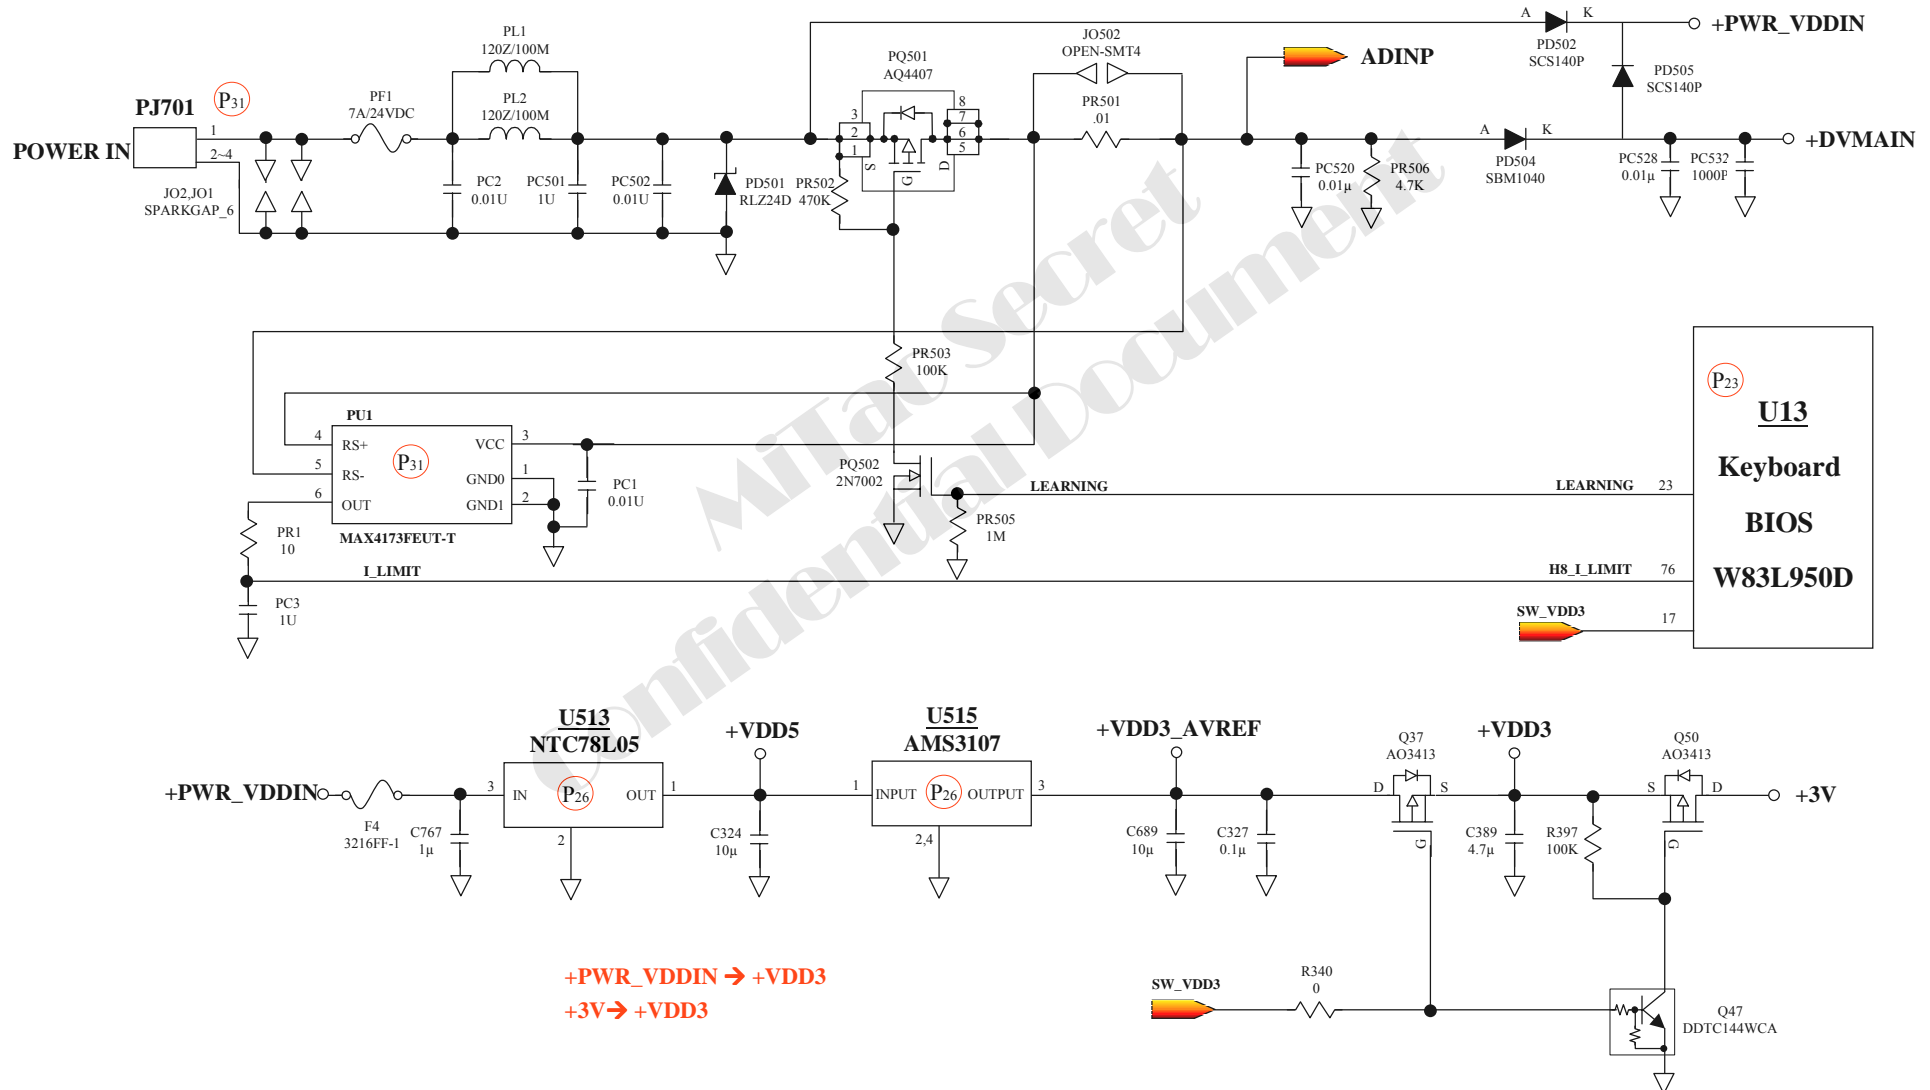 PL1
120Z/100M
PL2
120Z/100M
PJ701
P31
POWER IN
1
2~4
JO2,JO1
SPARKGAP_6
PF1
7A/24VDC
PC2
0.01U
PC501
1U
PC502
0.01U
PD501
RLZ24D
PR502
470K
PQ501
AQ4407
3
2
1
S
G
D
8
7
6
5
JO502
OPEN-SMT4
PR501
.01
ADINP
A
K
PD502
SCS140P
+PWR_VDDIN
PD505
SCS140P
A
K
PD504
SBM1040
+DVMAIN
PC520
0.01µ
PR506
4.7K
PC528
0.01µ
PC532
1000P
PR503
100K
PU1
4
RS+
5
RS-
6
OUT
P31
VCC
3
GND0
1
GND1
2
MAX4173FEUT-T
PC1
0.01U
PR1
10
I_LIMIT
PC3
1U
PQ502
2N7002
LEARNING
PR505
1M
LEARNING
23
H8_I_LIMIT
76
SW_VDD3
17
P23
U13
Keyboard
BIOS
W83L950D
MiTac Secret
Confidential Document
+PWR_VDDIN
F4
3216FF-1
C767
1µ
U513
NTC78L05
3
IN
P26
OUT
1
2
+VDD5
C324
10µ
U515
AMS3107
1
INPUT
P26
OUTPUT
3
2,4
+VDD3_AVREF
C689
10µ
C327
0.1µ
Q37
AO3413
D
S
G
+VDD3
C389
4.7µ
R397
100K
Q50
AO3413
S
D
G
+3V
+PWR_VDDIN → +VDD3
+3V → +VDD3
SW_VDD3
R340
0
Q47
DDTC144WCA